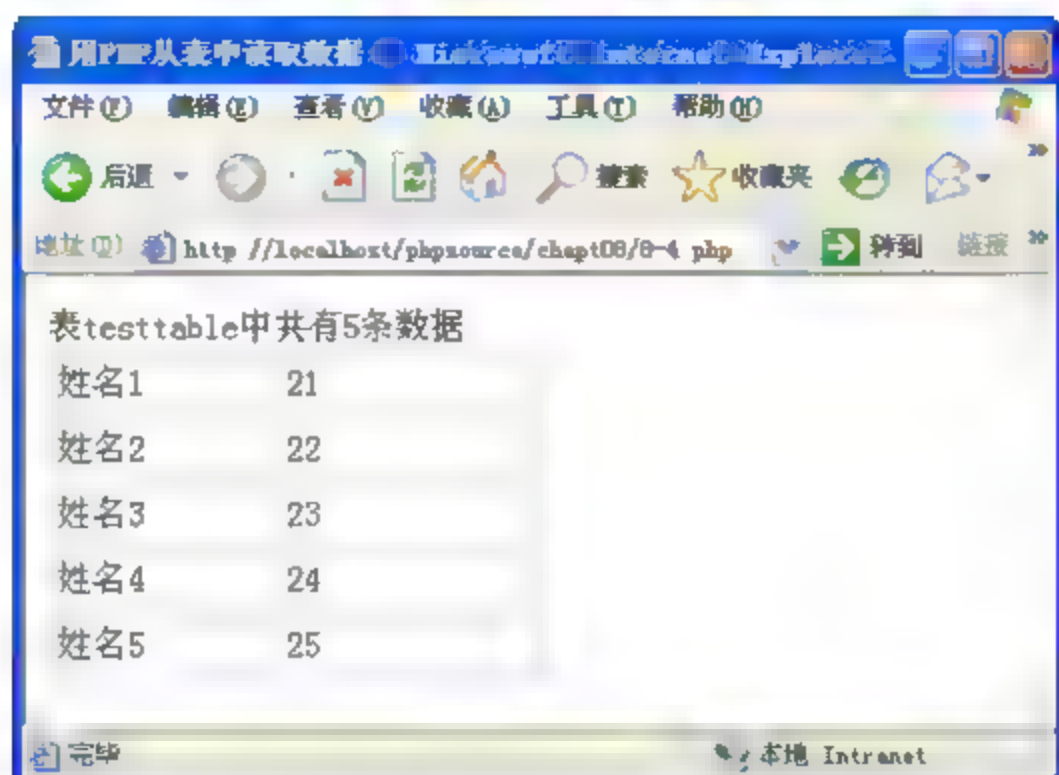 用PHP从表中读取数据 - Microsoft Internet Explorer
文件(F) 编辑(E) 查看(V) 收藏(A) 工具(T) 帮助(H)
后退 搜索 收藏夹
地址(D) http://localhost/phpsource/chapt08/8-4.php 转到 链接
表testtable中共有5条数据
姓名1 21
姓名2 22
姓名3 23
姓名4 24
姓名5 25
完毕 本地 Intranet